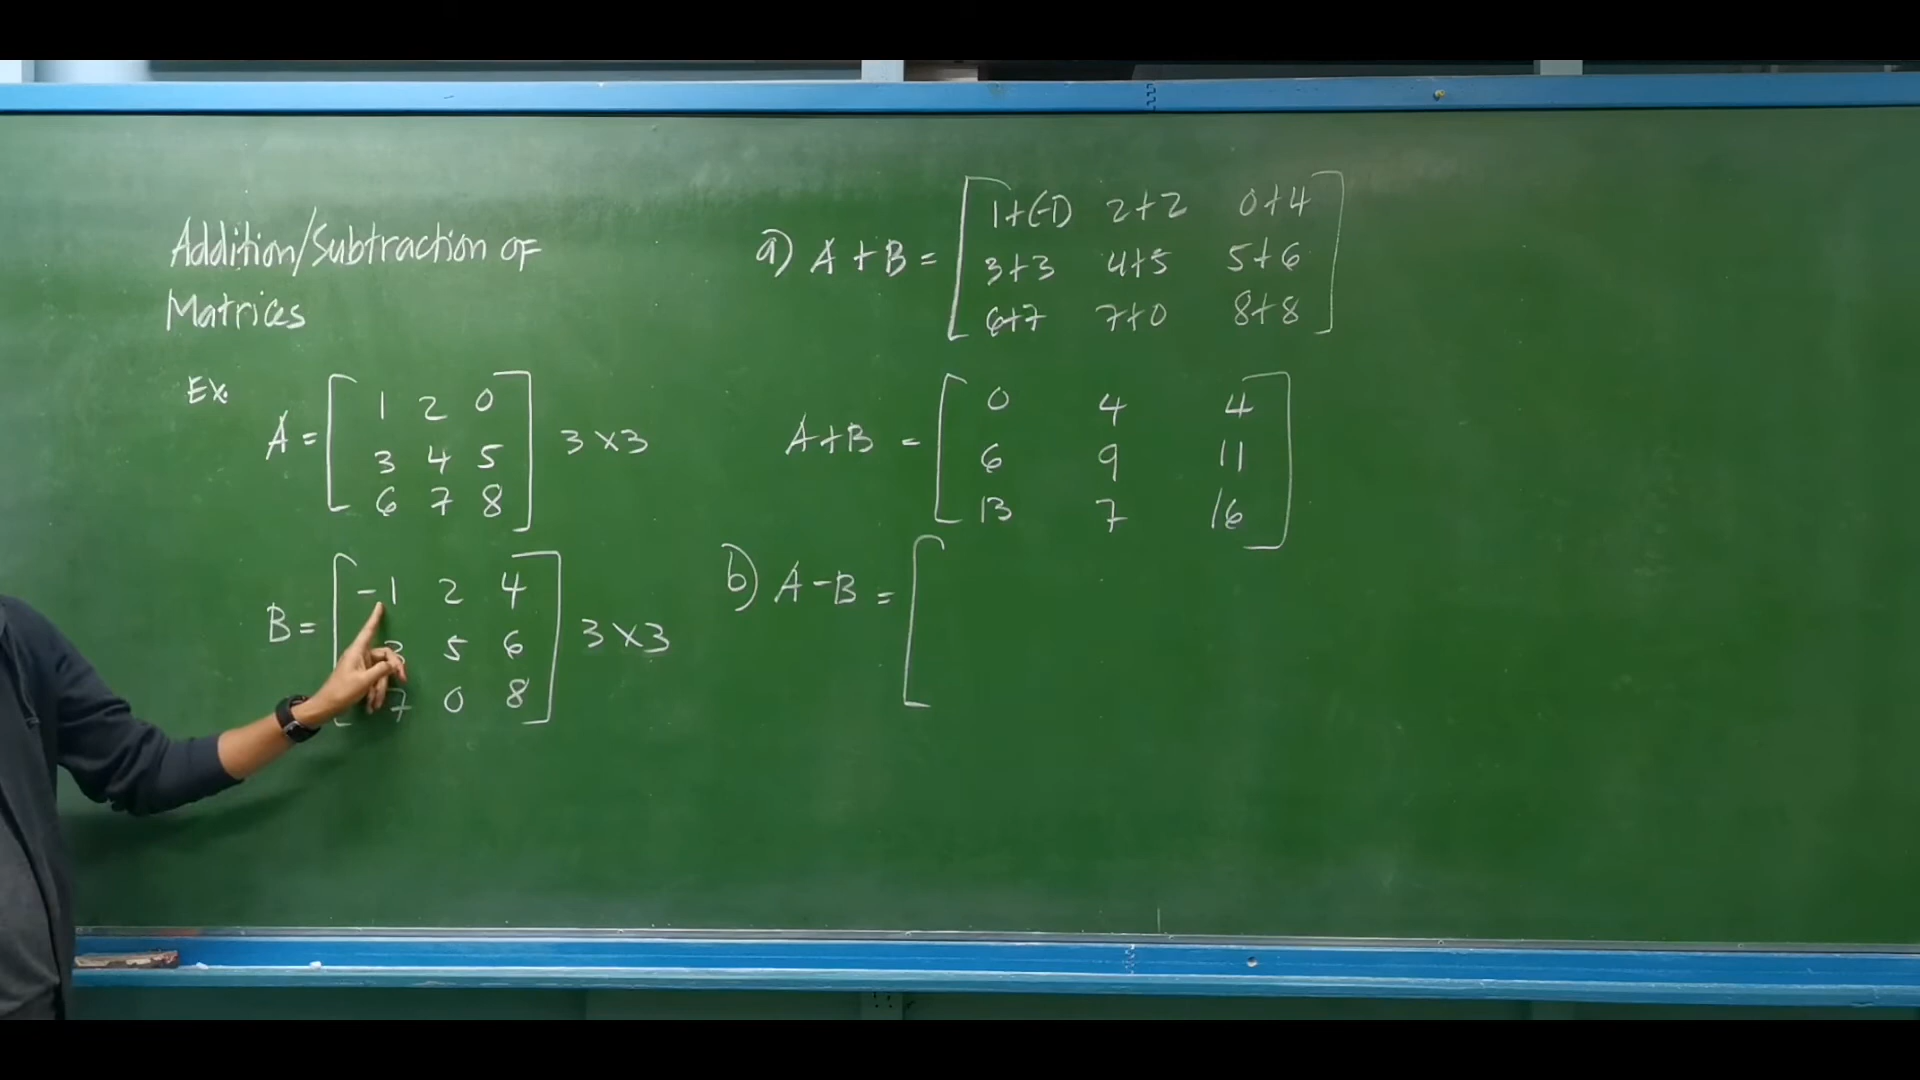 Addition/Subtraction of
Matrices
Ex.
A = [ 1 2 0
3 4 5
6 7 8 ] 3 × 3
B = [ -1 2 4
3 5 6
7 0 8 ] 3 × 3
a) A + B = [ 1+(-1) 2+2 0+4
3+3 4+5 5+6
6+7 7+0 8+8 ]
A+B = [ 0 4 4
6 9 11
13 7 16 ]
b) A - B = [